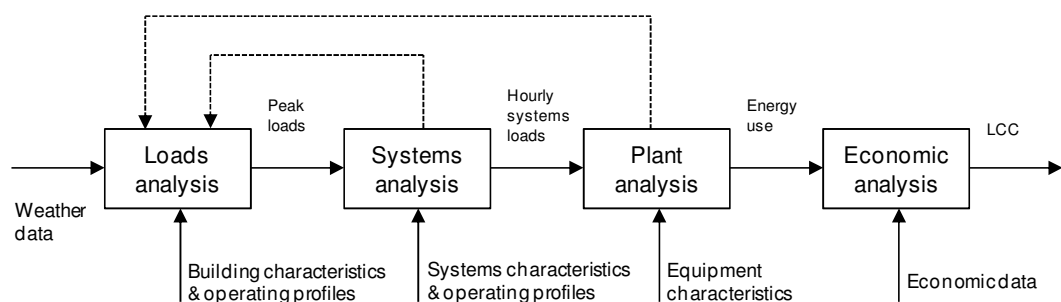 Peak
loads
Hourly
systems
loads
Energy
use
LCC
Loads
analysis
Systems
analysis
Plant
analysis
Economic
analysis
Weather
data
Building characteristics
& operating profiles
Systems characteristics
& operating profiles
Equipment
characteristics
Economic data